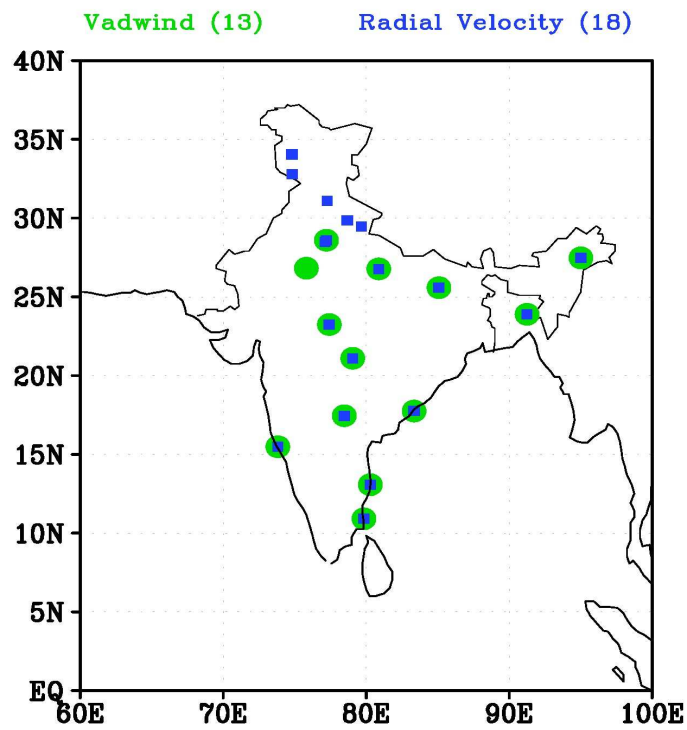 Vadwind (13) Radial Velocity (18)
40N
35N
30N
25N
20N
15N
10N
5N
EQ
60E 70E 80E 90E 100E